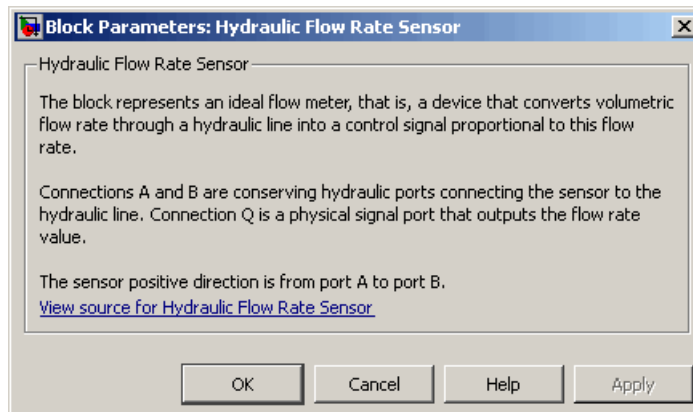 Block Parameters: Hydraulic Flow Rate Sensor
Hydraulic Flow Rate Sensor
The block represents an ideal flow meter, that is, a device that converts volumetric
flow rate through a hydraulic line into a control signal proportional to this flow
rate.
Connections A and B are conserving hydraulic ports connecting the sensor to the
hydraulic line. Connection Q is a physical signal port that outputs the flow rate
value.
The sensor positive direction is from port A to port B.
View source for Hydraulic Flow Rate Sensor
OK Cancel Help Apply